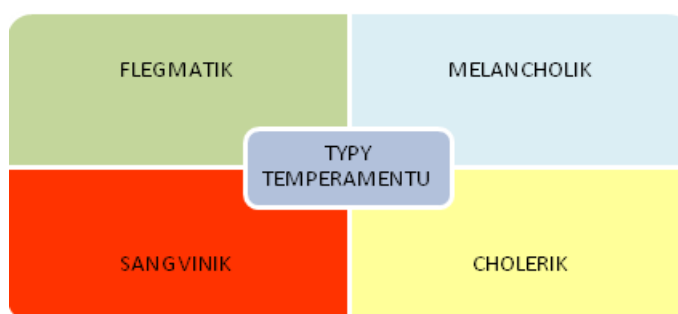 FLEGMATIK
MELANCHOLIK
TYPY
TEMPERAMENTU
SANGVINIK
CHOLERIK